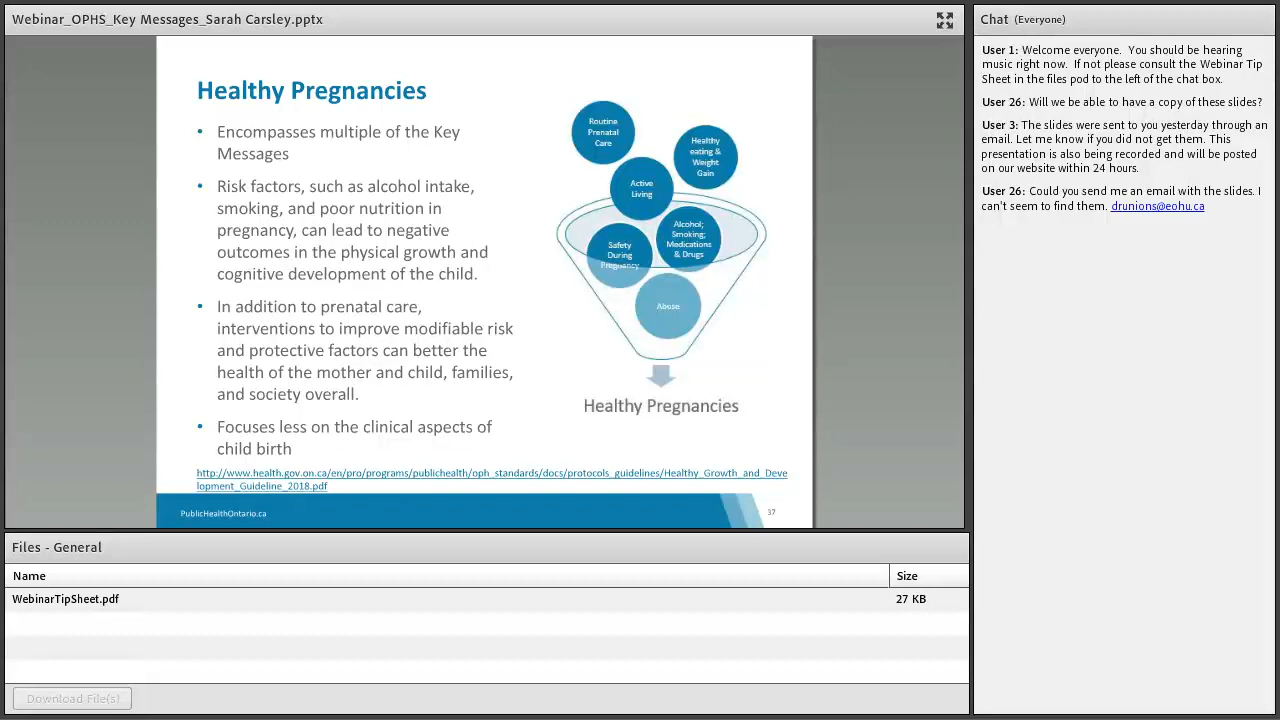 Webinar_OPHS_Key Messages_Sarah Carsley.pptx
Healthy Pregnancies
• Encompasses multiple of the Key
Messages
• Risk factors, such as alcohol intake,
smoking, and poor nutrition in
pregnancy, can lead to negative
outcomes in the physical growth and
cognitive development of the child.
• In addition to prenatal care,
interventions to improve modifiable risk
and protective factors can better the
health of the mother and child, families,
and society overall.
• Focuses less on the clinical aspects of
child birth
http://www.health.gov.on.ca/en/pro/programs/publichealth/oph_standards/docs/protocols_guidelines/Healthy_Growth_and_Deve
lopment_Guideline_2018.pdf
Routine
Prenatal
Care
Healthy
eating &
Weight
Gain
Active
Living
Alcohol;
Smoking;
Medications
& Drugs
Safety
During
Pregnancy
Abuse
Healthy Pregnancies
PublicHealthOntario.ca
37
Files - General
Name
Size
WebinarTipSheet.pdf
27 KB
Download File(s)
Chat (Everyone)
User 1: Welcome everyone. You should be hearing
music right now. If not please consult the Webinar Tip
Sheet in the files pod to the left of the chat box.
User 26: Will we be able to have a copy of these slides?
User 3: The slides were sent to you yesterday through an
email. Let me know if you did not get them. This
presentation is also being recorded and will be posted
on our website within 24 hours.
User 26: Could you send me an email with the slides. I
can't seem to find them. drunions@eohu.ca